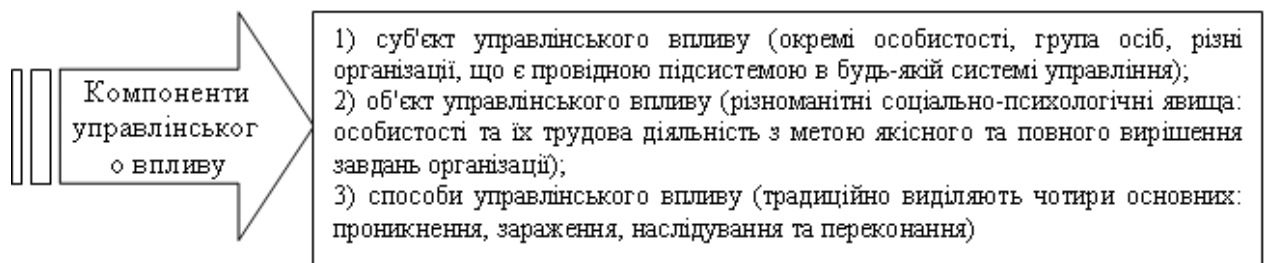 Компоненти
управлінськог
о впливу
1) суб'єкт управлінського впливу (окремі особистості, група осіб, різні
організації, що є провідною підсистемою в будь-якій системі управління);
2) об'єкт управлінського впливу (різноманітні соціально-психологічні явища:
особистості та їх трудова діяльність з метою якісного та повного вирішення
завдань організації);
3) способи управлінського впливу (традиційно виділяють чотири основних:
проникнення, зараження, наслідування та переконання)